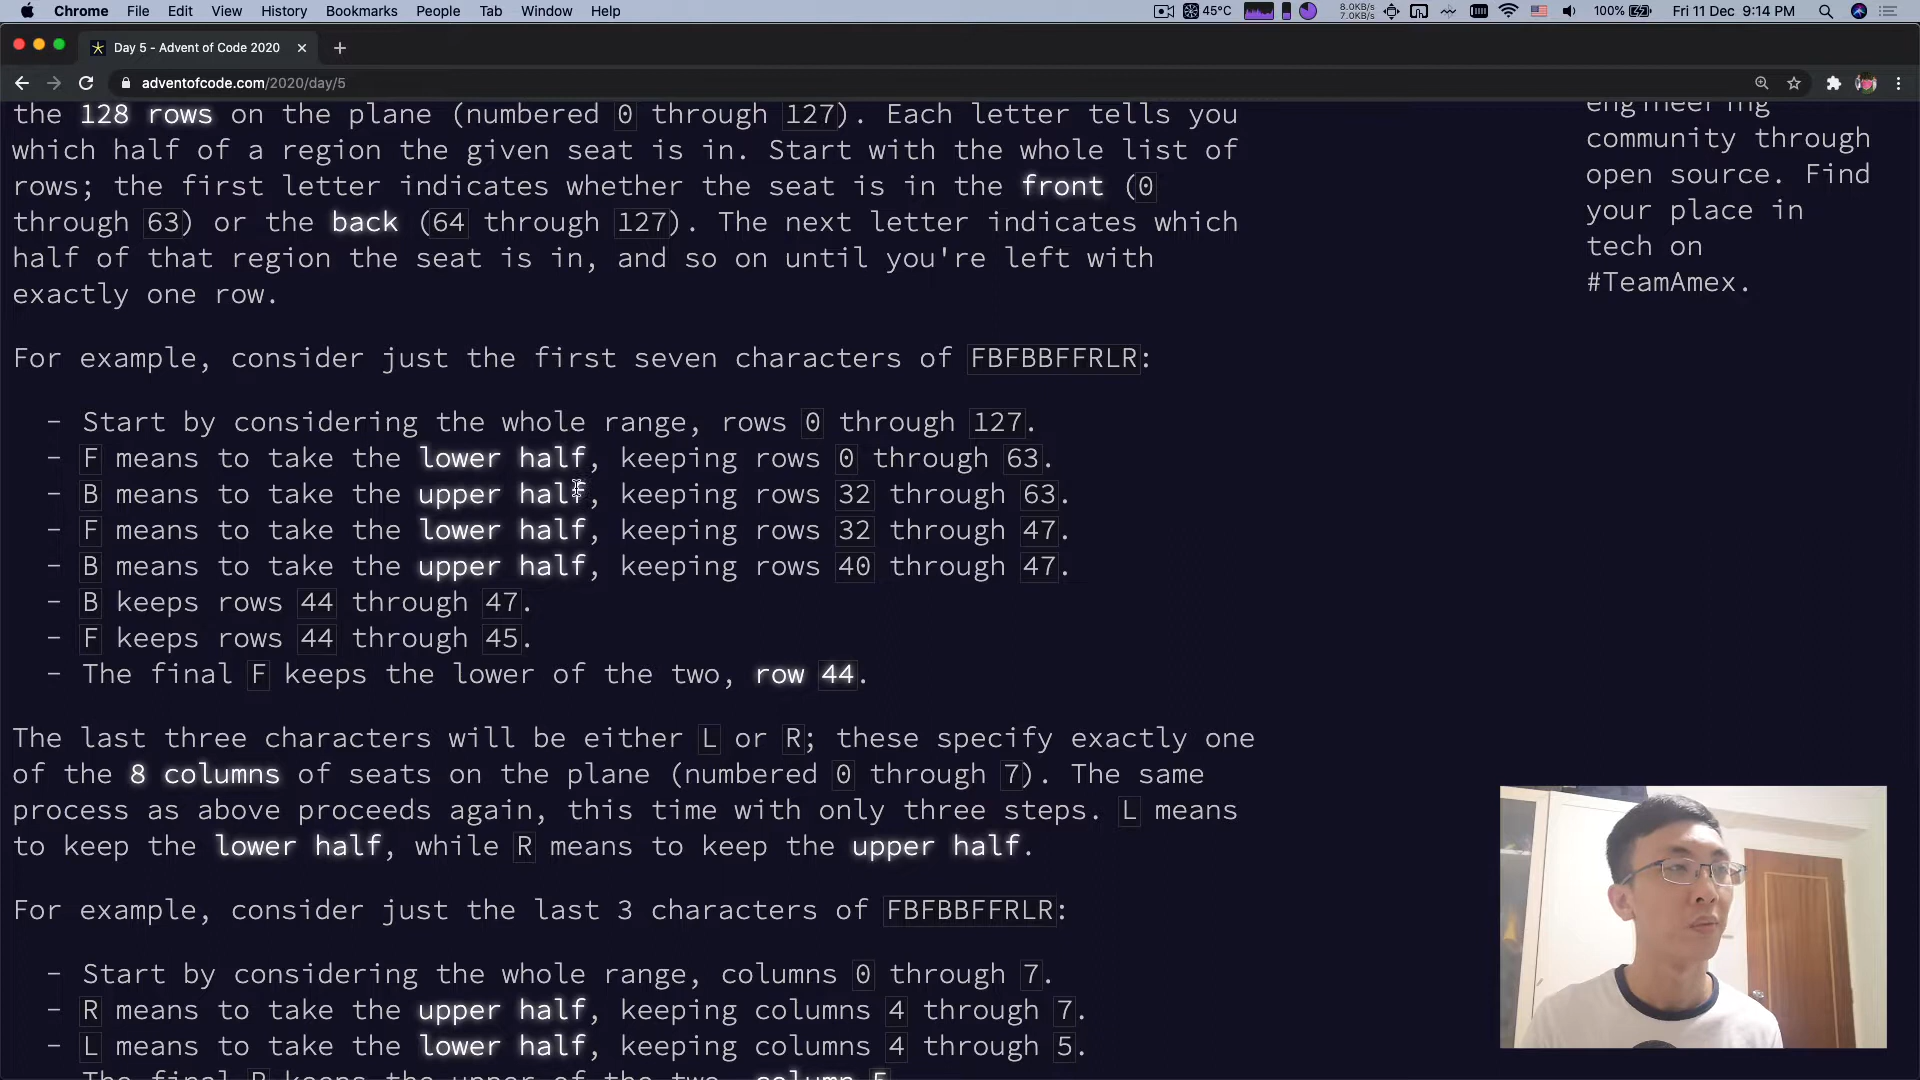 Chrome File Edit View History Bookmarks People Tab Window Help 45°C 8.0KB/s 7.0KB/s 100% Fri 11 Dec 9:14 PM
Day 5 - Advent of Code 2020
adventofcode.com/2020/day/5
the 128 rows on the plane (numbered 0 through 127). Each letter tells you
which half of a region the given seat is in. Start with the whole list of
rows; the first letter indicates whether the seat is in the front (0
through 63) or the back (64 through 127). The next letter indicates which
half of that region the seat is in, and so on until you're left with
exactly one row.
For example, consider just the first seven characters of FBFBBFFRLR:
- Start by considering the whole range, rows 0 through 127.
- F means to take the lower half, keeping rows 0 through 63.
- B means to take the upper half, keeping rows 32 through 63.
- F means to take the lower half, keeping rows 32 through 47.
- B means to take the upper half, keeping rows 40 through 47.
- B keeps rows 44 through 47.
- F keeps rows 44 through 45.
- The final F keeps the lower of the two, row 44.
The last three characters will be either L or R; these specify exactly one
of the 8 columns of seats on the plane (numbered 0 through 7). The same
process as above proceeds again, this time with only three steps. L means
to keep the lower half, while R means to keep the upper half.
For example, consider just the last 3 characters of FBFBBFFRLR:
- Start by considering the whole range, columns 0 through 7.
- R means to take the upper half, keeping columns 4 through 7.
- L means to take the lower half, keeping columns 4 through 5.
- The final R keeps the upper of the two, column 5
engineering
community through
open source. Find
your place in
tech on
#TeamAmex.